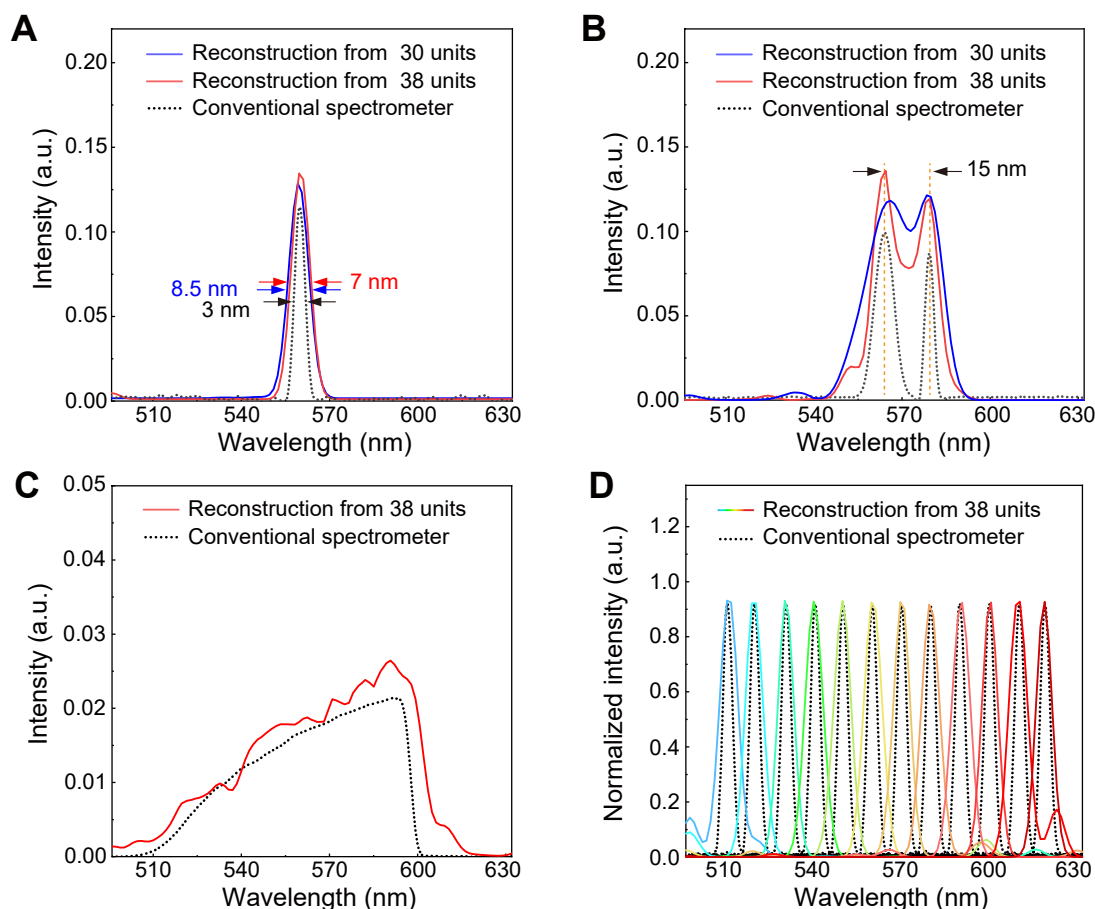 A
Reconstruction from 30 units
Reconstruction from 38 units
Conventional spectrometer
0.20
0.15
0.10
0.05
0.00
Intensity (a.u.)
8.5 nm
7 nm
3 nm
510
540
570
600
630
Wavelength (nm)
B
Reconstruction from 30 units
Reconstruction from 38 units
Conventional spectrometer
0.20
0.15
0.10
0.05
0.00
Intensity (a.u.)
15 nm
510
540
570
600
630
Wavelength (nm)
C
Reconstruction from 38 units
Conventional spectrometer
0.05
0.04
0.03
0.02
0.01
0.00
Intensity (a.u.)
510
540
570
600
630
Wavelength (nm)
D
Reconstruction from 38 units
Conventional spectrometer
1.2
1.0
0.8
0.6
0.4
0.2
0.0
Normalized intensity (a.u.)
510
540
570
600
630
Wavelength (nm)